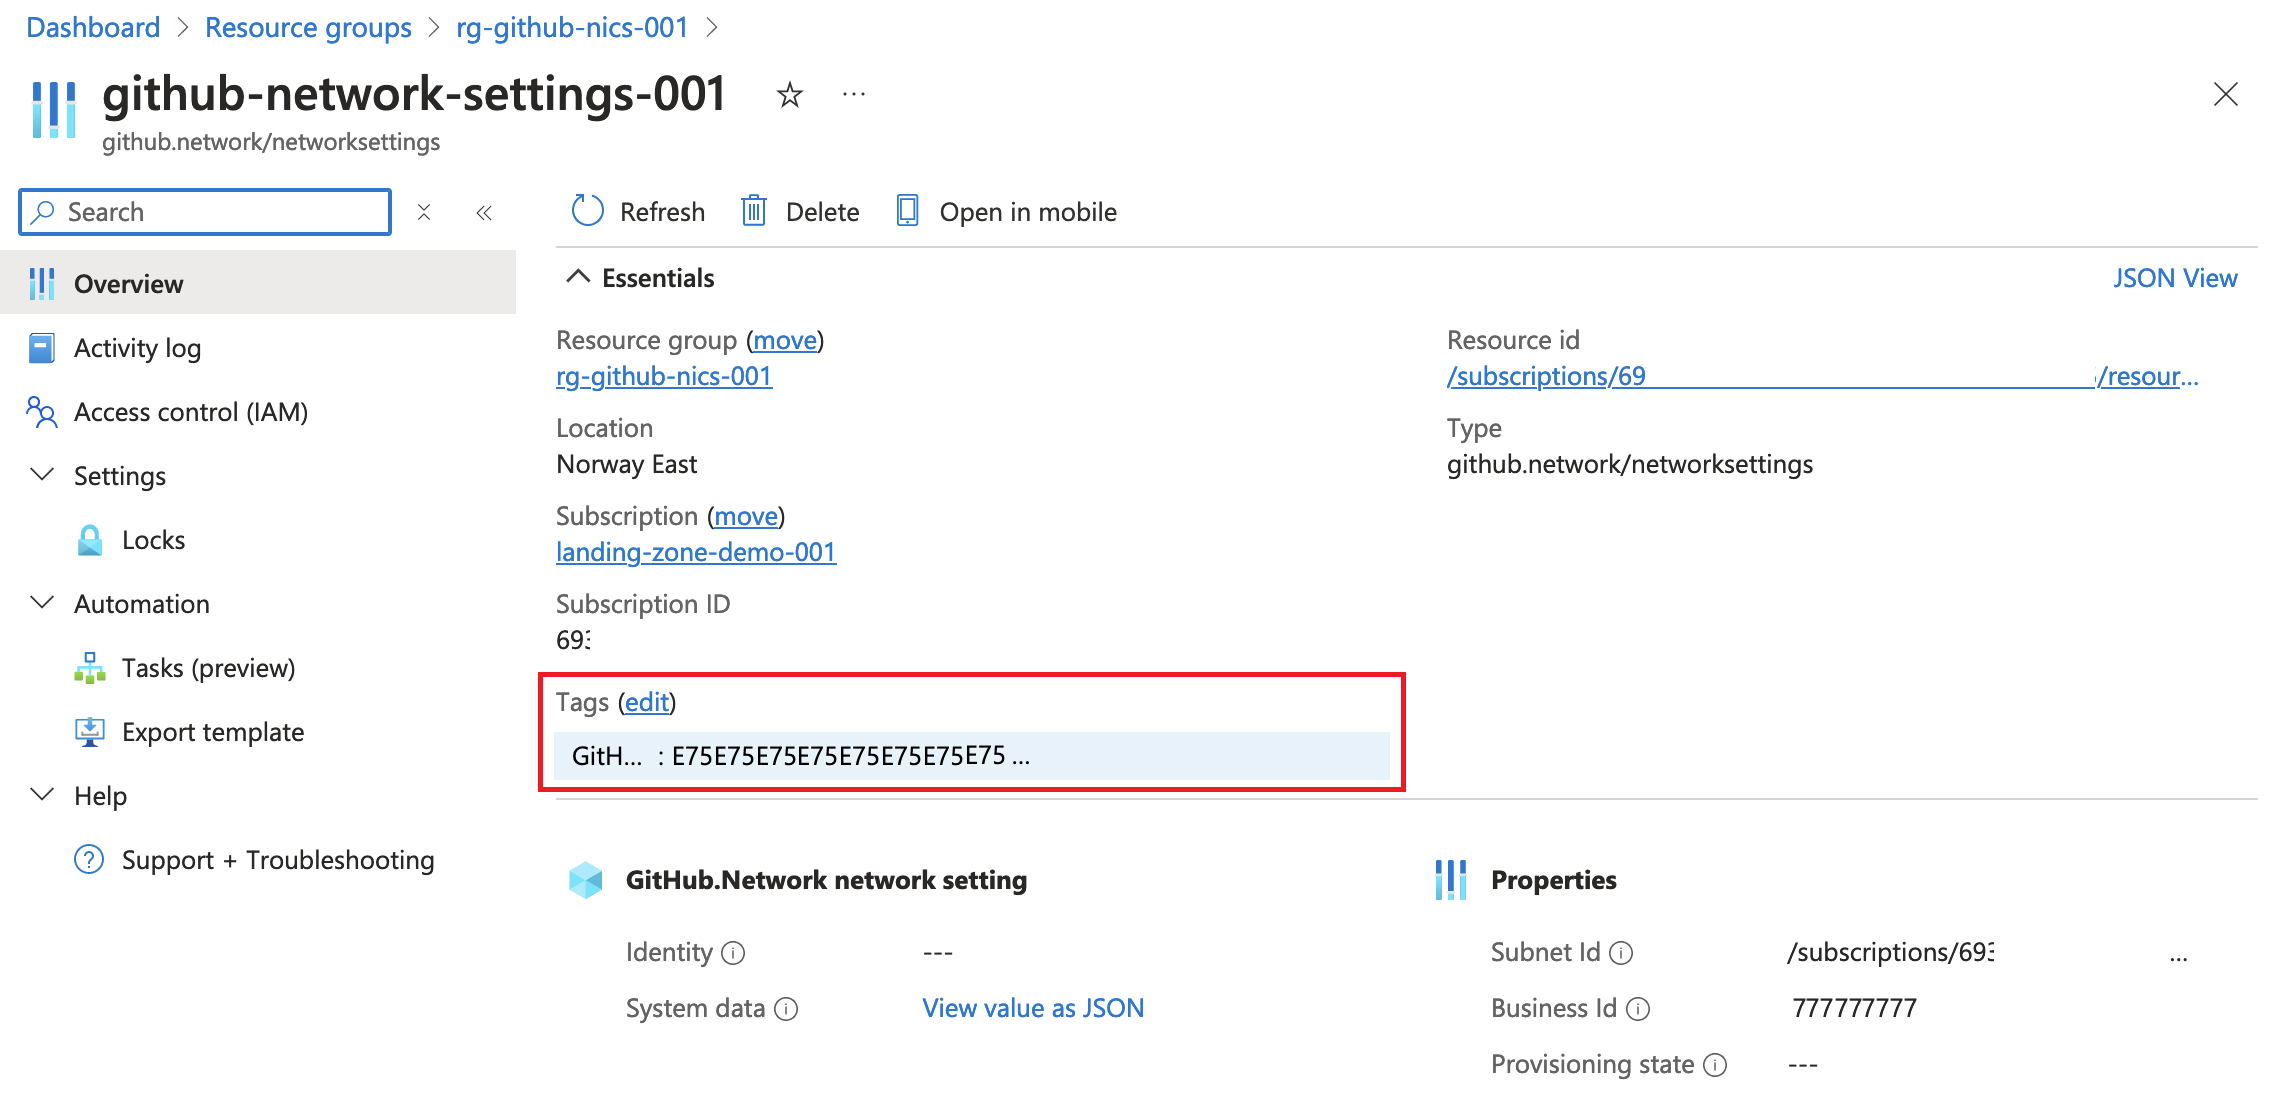 Dashboard > Resource groups > rg-github-nics-001 >
github-network-settings-001 ☆ ...
github.network/networksettings
Search
Refresh Delete Open in mobile
Overview
Activity log
Access control (IAM)
Settings
Locks
Automation
Tasks (preview)
Export template
Help
Support + Troubleshooting
Essentials
JSON View
Resource group (move)
rg-github-nics-001
Location
Norway East
Subscription (move)
landing-zone-demo-001
Subscription ID
693
Tags (edit)
GitH... : E75E75E75E75E75E75E75E75 ...
Resource id
/subscriptions/69 /resour...
Type
github.network/networksettings
GitHub.Network network setting
Identity ---
System data View value as JSON
Properties
Subnet Id /subscriptions/693 ...
Business Id 777777777
Provisioning state ---